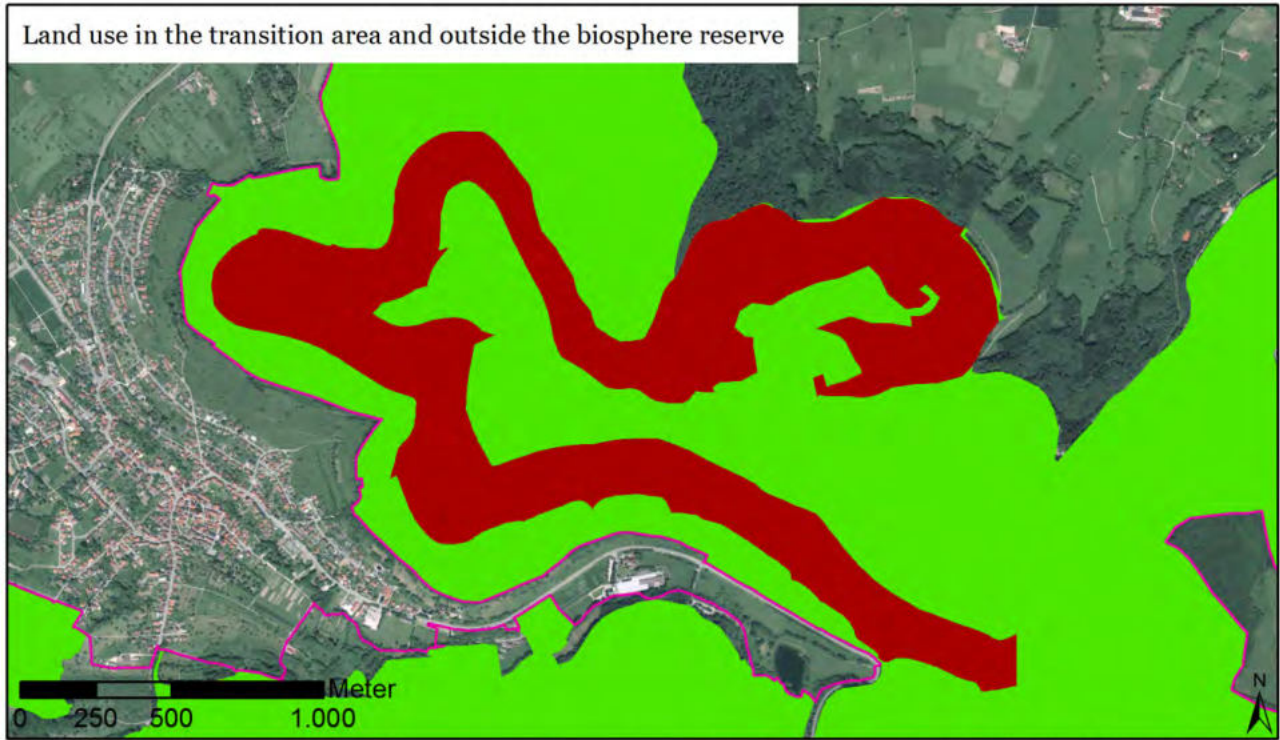 Land use in the transition area and outside the biosphere reserve
N
Meter
0 250 500 1.000